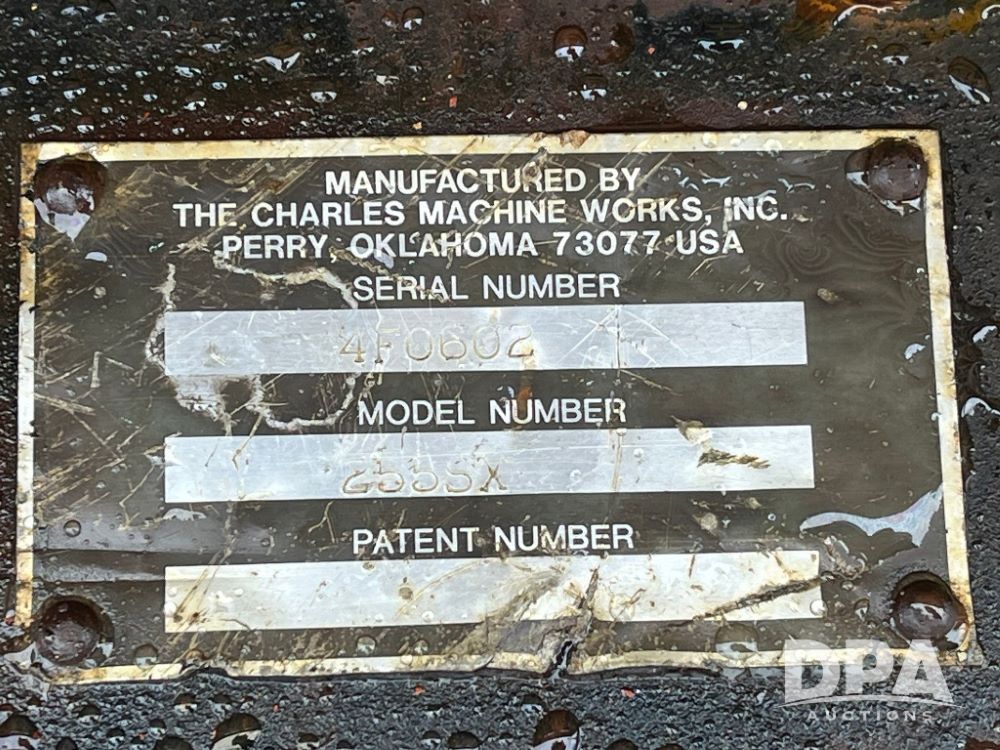 MANUFACTURED BY
THE CHARLES MACHINE WORKS, INC.
PERRY, OKLAHOMA 73077 USA
SERIAL NUMBER
4F0602
MODEL NUMBER
255SX
PATENT NUMBER
DPA
AUCTIONS